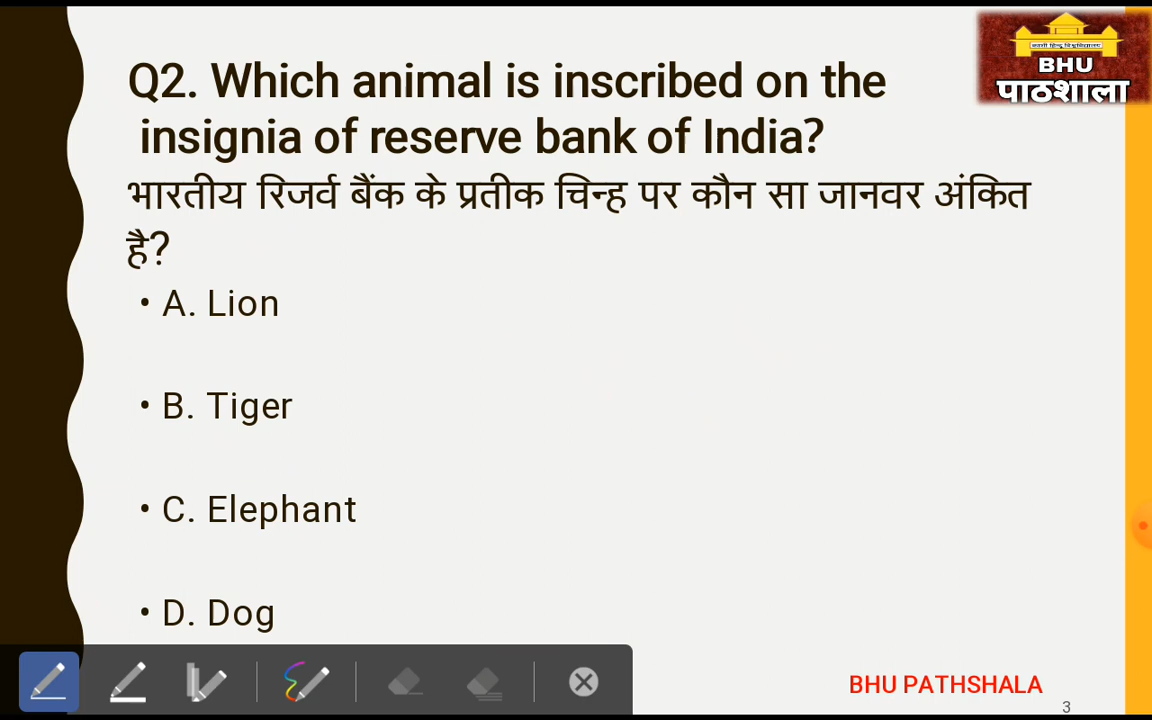 Q2. Which animal is inscribed on the
insignia of reserve bank of India?
भारतीय रिजर्व बैंक के प्रतीक चिन्ह पर कौन सा जानवर अंकित
है?
• A. Lion
• B. Tiger
• C. Elephant
• D. Dog
BHU
पाठशाला
BHU PATHSHALA
3